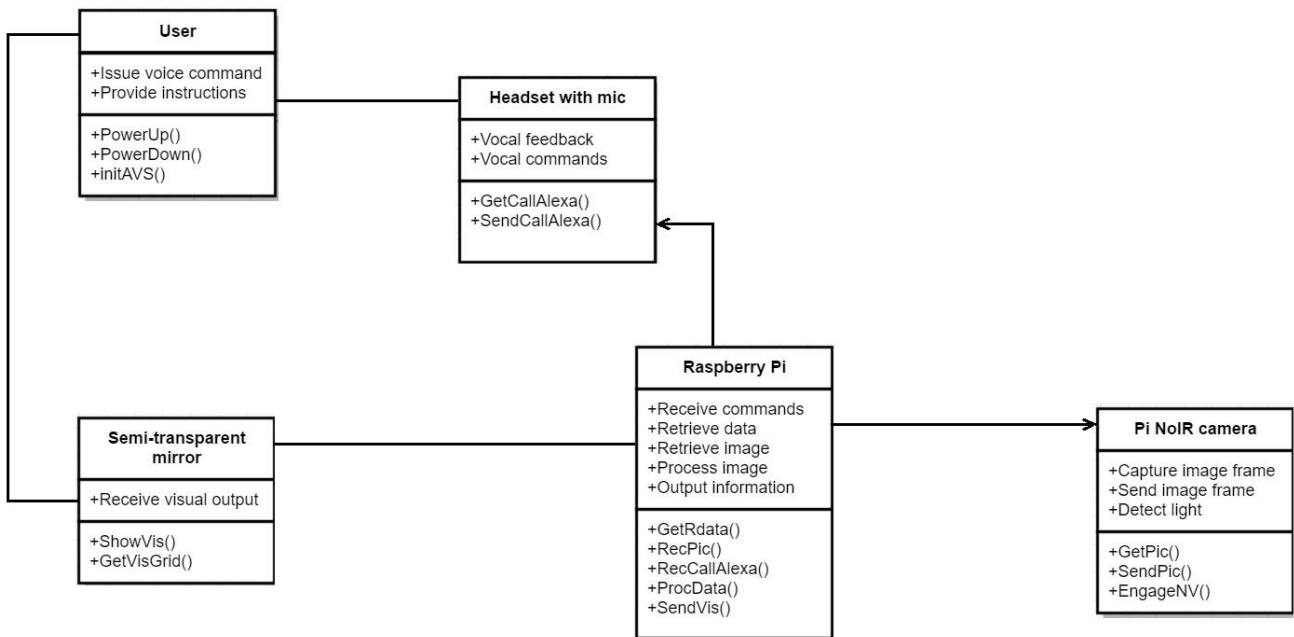 User
+Issue voice command
+Provide instructions
+PowerUp()
+PowerDown()
+initAVS()
Headset with mic
+Vocal feedback
+Vocal commands
+GetCallAlexa()
+SendCallAlexa()
Semi-transparent
mirror
+Receive visual output
+ShowVis()
+GetVisGrid()
Raspberry Pi
+Receive commands
+Retrieve data
+Retrieve image
+Process image
+Output information
+GetRdata()
+RecPic()
+RecCallAlexa()
+ProcData()
+SendVis()
Pi NoIR camera
+Capture image frame
+Send image frame
+Detect light
+GetPic()
+SendPic()
+EngageNV()